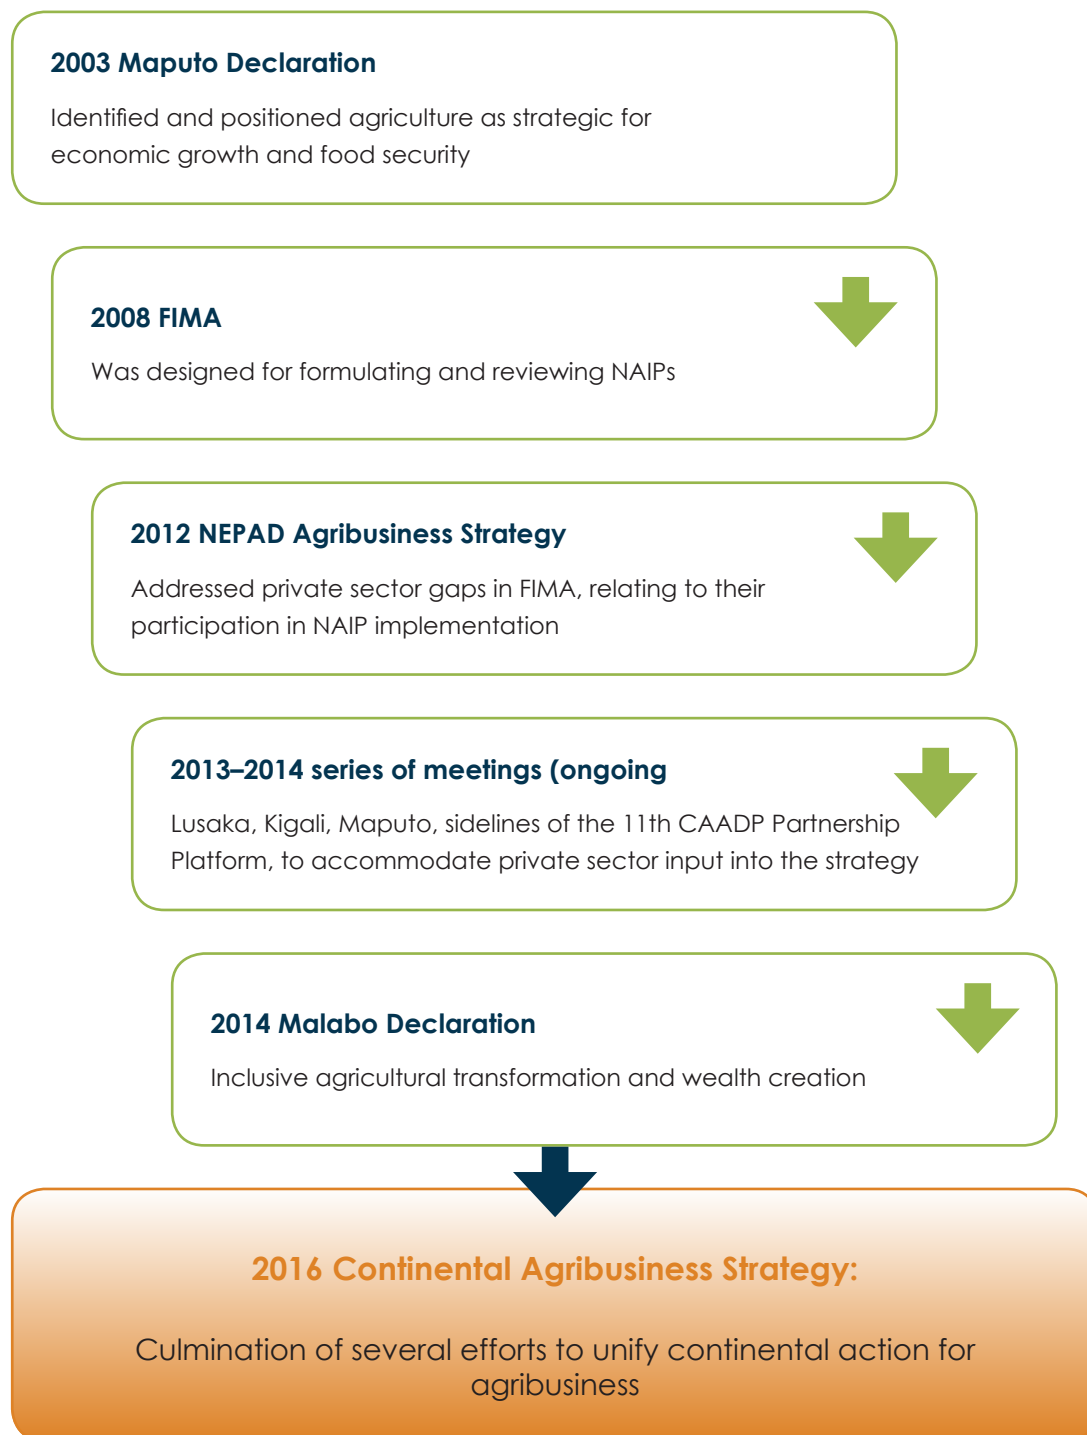 2003 Maputo Declaration
Identified and positioned agriculture as strategic for
economic growth and food security
2008 FIMA
Was designed for formulating and reviewing NAIPs
2012 NEPAD Agribusiness Strategy
Addressed private sector gaps in FIMA, relating to their
participation in NAIP implementation
2013–2014 series of meetings (ongoing
Lusaka, Kigali, Maputo, sidelines of the 11th CAADP Partnership
Platform, to accommodate private sector input into the strategy
2014 Malabo Declaration
Inclusive agricultural transformation and wealth creation
2016 Continental Agribusiness Strategy:
Culmination of several efforts to unify continental action for
agribusiness